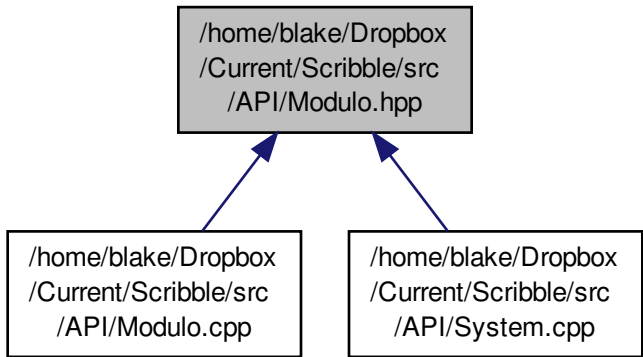 /home/blake/Dropbox
/Current/Scribble/src
/API/Modulo.hpp
/home/blake/Dropbox
/Current/Scribble/src
/API/Modulo.cpp
/home/blake/Dropbox
/Current/Scribble/src
/API/System.cpp